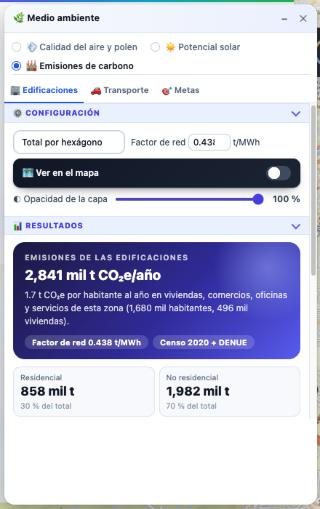 Medio ambiente
Calidad del aire y polen
Potencial solar
Emisiones de carbono
Edificaciones
Transporte
Metas
CONFIGURACIÓN
Total por hexágono
Factor de red
0.438
t/MWh
Ver en el mapa
Opacidad de la capa
100 %
RESULTADOS
EMISIONES DE LAS EDIFICACIONES
2,841 mil t CO₂e/año
1.7 t CO₂e por habitante al año en viviendas, comercios, oficinas
y servicios de esta zona (1,680 mil habitantes, 496 mil
viviendas).
Factor de red 0.438 t/MWh
Censo 2020 + DENUE
Residencial
858 mil t
30 % del total
No residencial
1,982 mil t
70 % del total